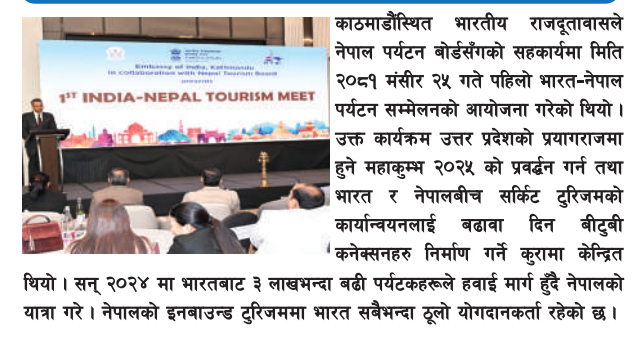 Embassy of India, Kathmandu
in collaboration with Nepal Tourism Board
presents
1ST INDIA-NEPAL TOURISM MEET
काठमाडौंस्थित भारतीय राजदूतावासले
नेपाल पर्यटन बोर्डसँगको सहकार्यमा मिति
२०८१ मंसीर २५ गते पहिलो भारत-नेपाल
पर्यटन सम्मेलनको आयोजना गरेको थियो ।
उक्त कार्यक्रम उत्तर प्रदेशको प्रयागराजमा
हुने महाकुम्भ २०२५ को प्रवर्द्धन गर्न तथा
भारत र नेपालबीच सर्किट टुरिजमको
कार्यान्वयनलाई बढावा दिन बीटुबी
कनेक्सनहरु निर्माण गर्ने कुरामा केन्द्रित
थियो । सन् २०२४ मा भारतबाट ३ लाखभन्दा बढी पर्यटकहरूले हवाई मार्ग हुँदै नेपालको
यात्रा गरे । नेपालको इनबाउन्ड टुरिजममा भारत सबैभन्दा ठूलो योगदानकर्ता रहेको छ ।